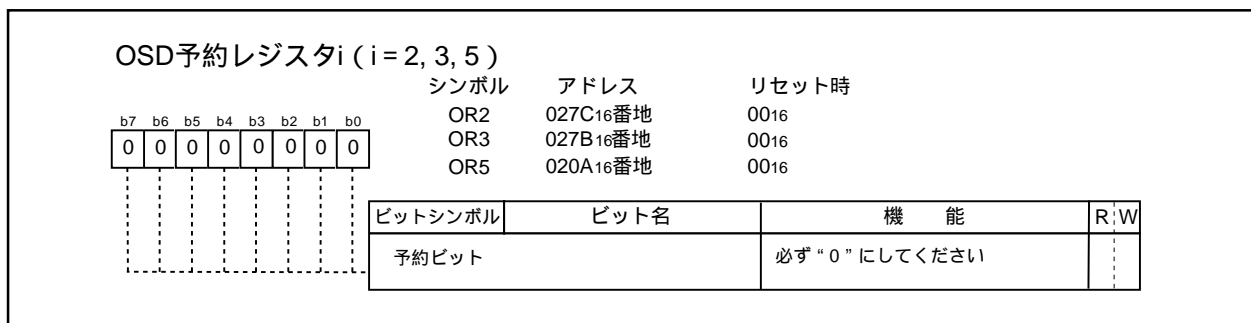 OSD予約レジスタi ( i = 2, 3, 5 )
シンボル アドレス リセット時
OR2 027C16番地 0016
OR3 027B16番地 0016
OR5 020A16番地 0016
b7 b6 b5 b4 b3 b2 b1 b0
0 0 0 0 0 0 0 0
ビットシンボル ビット名 機 能 R W
予約ビット 必ず“0”にしてください